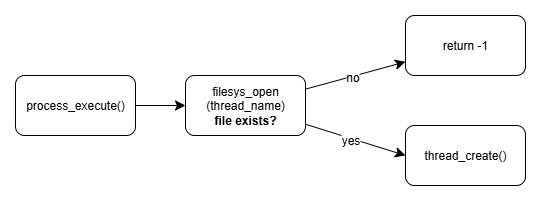 process_execute()
filesys_open
(thread_name)
file exists?
no
return -1
yes
thread_create()